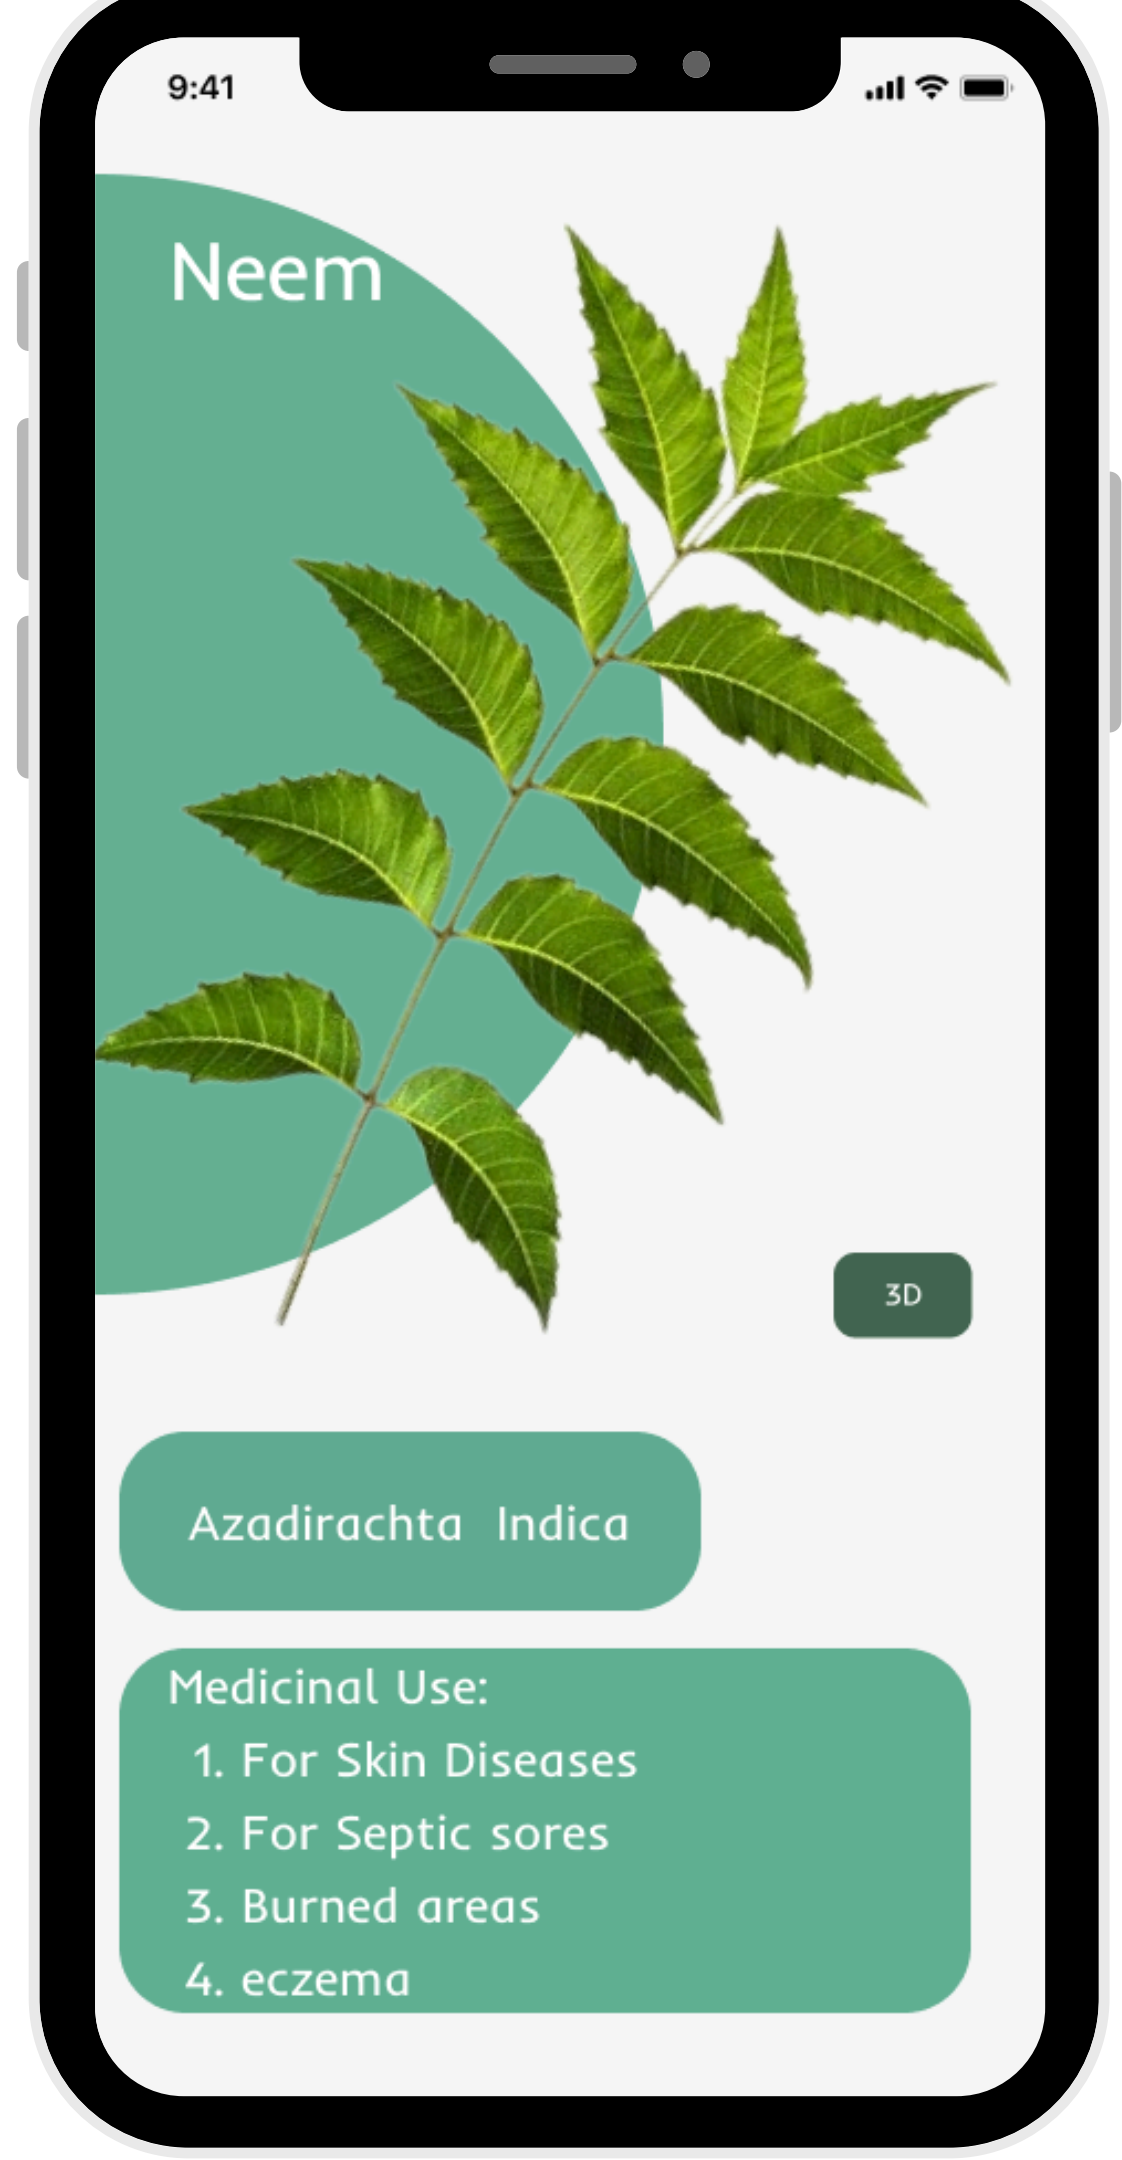 9:41
Neem
3D
Azadirachta Indica
Medicinal Use:
1. For Skin Diseases
2. For Septic sores
3. Burned areas
4. eczema